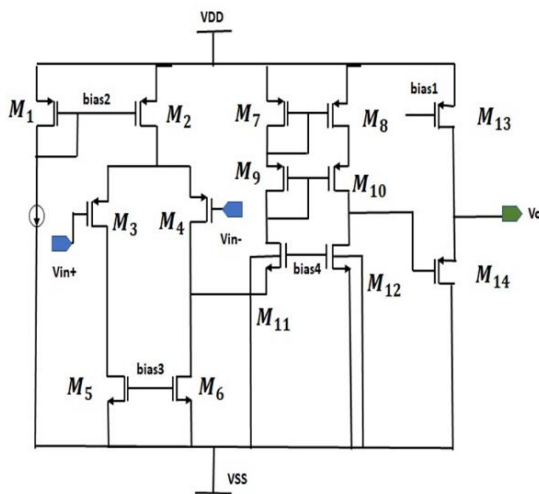 VDD
bias2
bias1
M1
M2
M7
M8
M13
M9
M10
M3
M4
Vin-
Vin+
bias4
M11
M12
M14
bias3
M5
M6
VSS